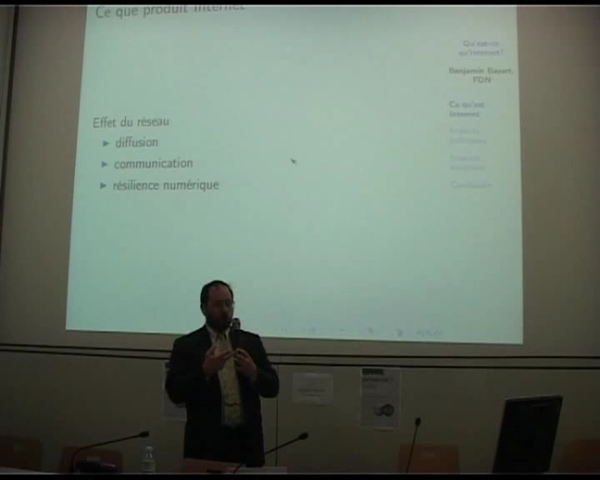 Ce que produit Internet
Qu'est-ce
qu'Internet?
Benjamin Bayart,
FDN
Ce qu'est
Internet
Effet du réseau
▶ diffusion
▶ communication
▶ résilience numérique